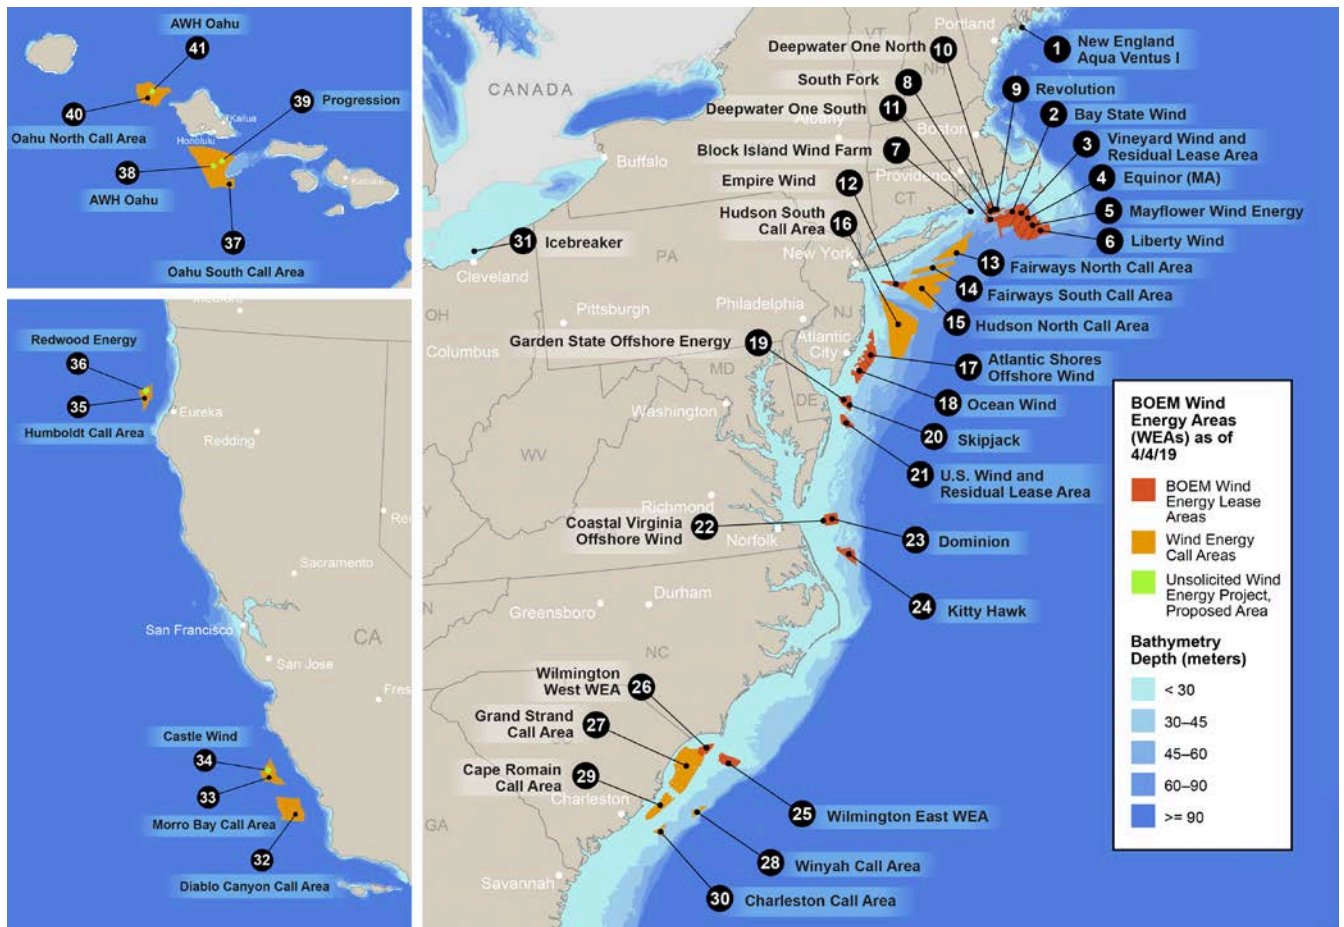 AWH Oahu
41
39
Progression
40
Oahu North Call Area
Kailua
Honolulu
38
AWH Oahu
37
Oahu South Call Area
Redwood Energy
36
35
Humboldt Call Area
Eureka
Redding
Sacramento
San Francisco
CA
San Jose
Castle Wind
34
33
Morro Bay Call Area
32
Diablo Canyon Call Area
CANADA
VT
NH
Portland
1
New England
Aqua Ventus I
Deepwater One North
10
South Fork
8
9
Revolution
Deepwater One South
11
2
Bay State Wind
Albany
Boston
Buffalo
Block Island Wind Farm
7
3
Vineyard Wind and
Residual Lease Area
Providence
Empire Wind
12
4
Equinor (MA)
CT
Hudson South
Call Area
16
5
Mayflower Wind Energy
6
Liberty Wind
31
Icebreaker
Cleveland
PA
New York
13
Fairways North Call Area
14
Fairways South Call Area
OH
Pittsburgh
Philadelphia
NJ
15
Hudson North Call Area
Columbus
Garden State Offshore Energy
19
Atlantic
City
17
Atlantic Shores
Offshore Wind
MD
DE
Washington
18
Ocean Wind
20
Skipjack
WV
21
U.S. Wind and
Residual Lease Area
Richmond
Coastal Virginia
Offshore Wind
22
Norfolk
23
Dominion
24
Kitty Hawk
Greensboro
Durham
NC
Wilmington
West WEA
26
Grand Strand
Call Area
27
Cape Romain
Call Area
29
Charleston
GA
25
Wilmington East WEA
28
Winyah Call Area
Savannah
30
Charleston Call Area
BOEM Wind
Energy Areas
(WEAs) as of
4/4/19
BOEM Wind
Energy Lease
Areas
Wind Energy
Call Areas
Unsolicited Wind
Energy Project,
Proposed Area
Bathymetry
Depth (meters)
< 30
30–45
45–60
60–90
>= 90